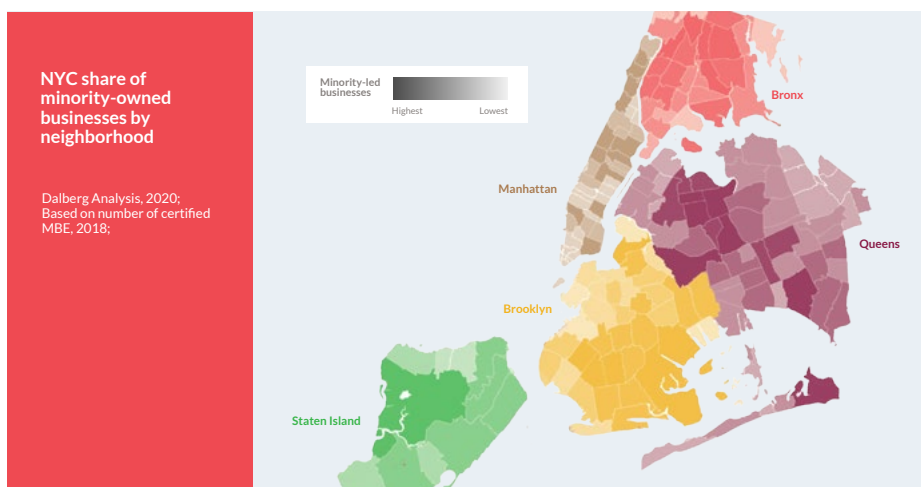 NYC share of
minority-owned
businesses by
neighborhood
Dalberg Analysis, 2020;
Based on number of certified
MBE, 2018;
Minority-led
businesses
Highest
Lowest
Bronx
Manhattan
Queens
Brooklyn
Staten Island